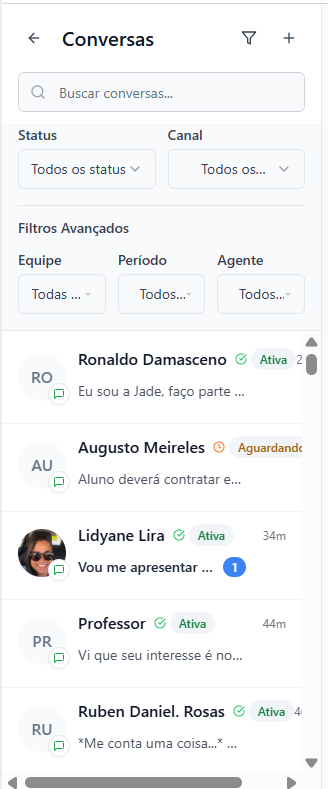 Conversas
Buscar conversas...
Status Canal
Todos os status Todos os...
Filtros Avançados
Equipe Período Agente
Todas ... Todos... Todos...
RO Ronaldo Damasceno Ativa 2
Eu sou a Jade, faço parte ...
AU Augusto Meireles Aguardando
Aluno deverá contratar e...
Lidyane Lira Ativa 34m
Vou me apresentar ... 1
PR Professor Ativa 44m
Vi que seu interesse é no...
RU Ruben Daniel. Rosas Ativa 4
*Me conta uma coisa...* ...